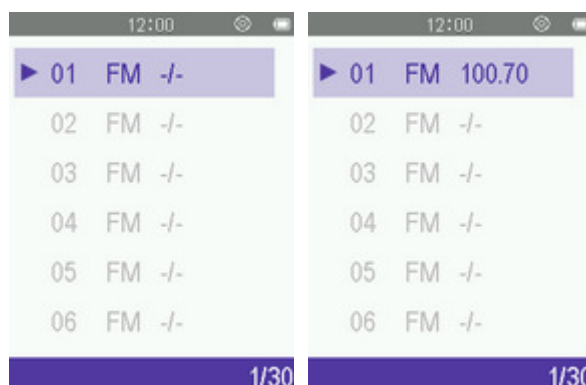 12:00
01 FM -/-
02 FM -/-
03 FM -/-
04 FM -/-
05 FM -/-
06 FM -/-
1/30
12:00
01 FM 100.70
02 FM -/-
03 FM -/-
04 FM -/-
05 FM -/-
06 FM -/-
1/30